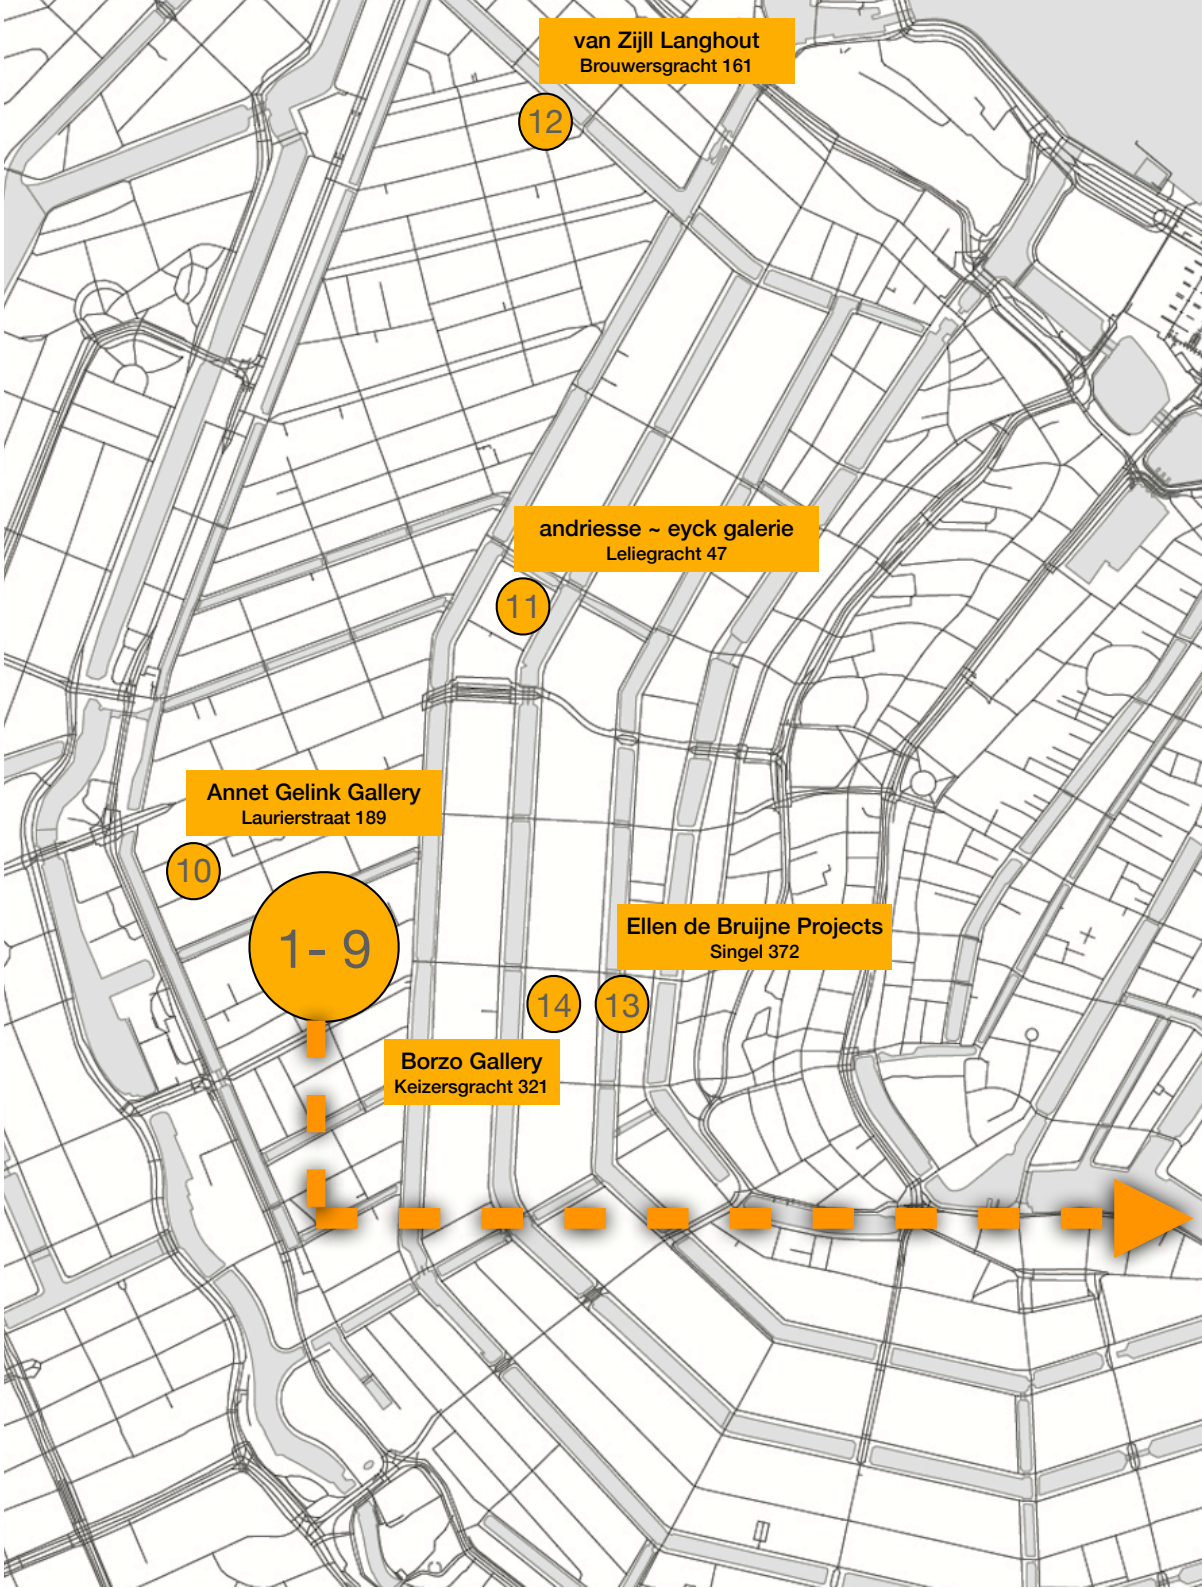 van Zijll Langhout
Brouwersgracht 161
12
andriesse ~ eyck galerie
Leliegracht 47
11
Annet Gelink Gallery
Laurierstraat 189
10
1- 9
Ellen de Bruijne Projects
Singel 372
14
13
Borzo Gallery
Keizersgracht 321